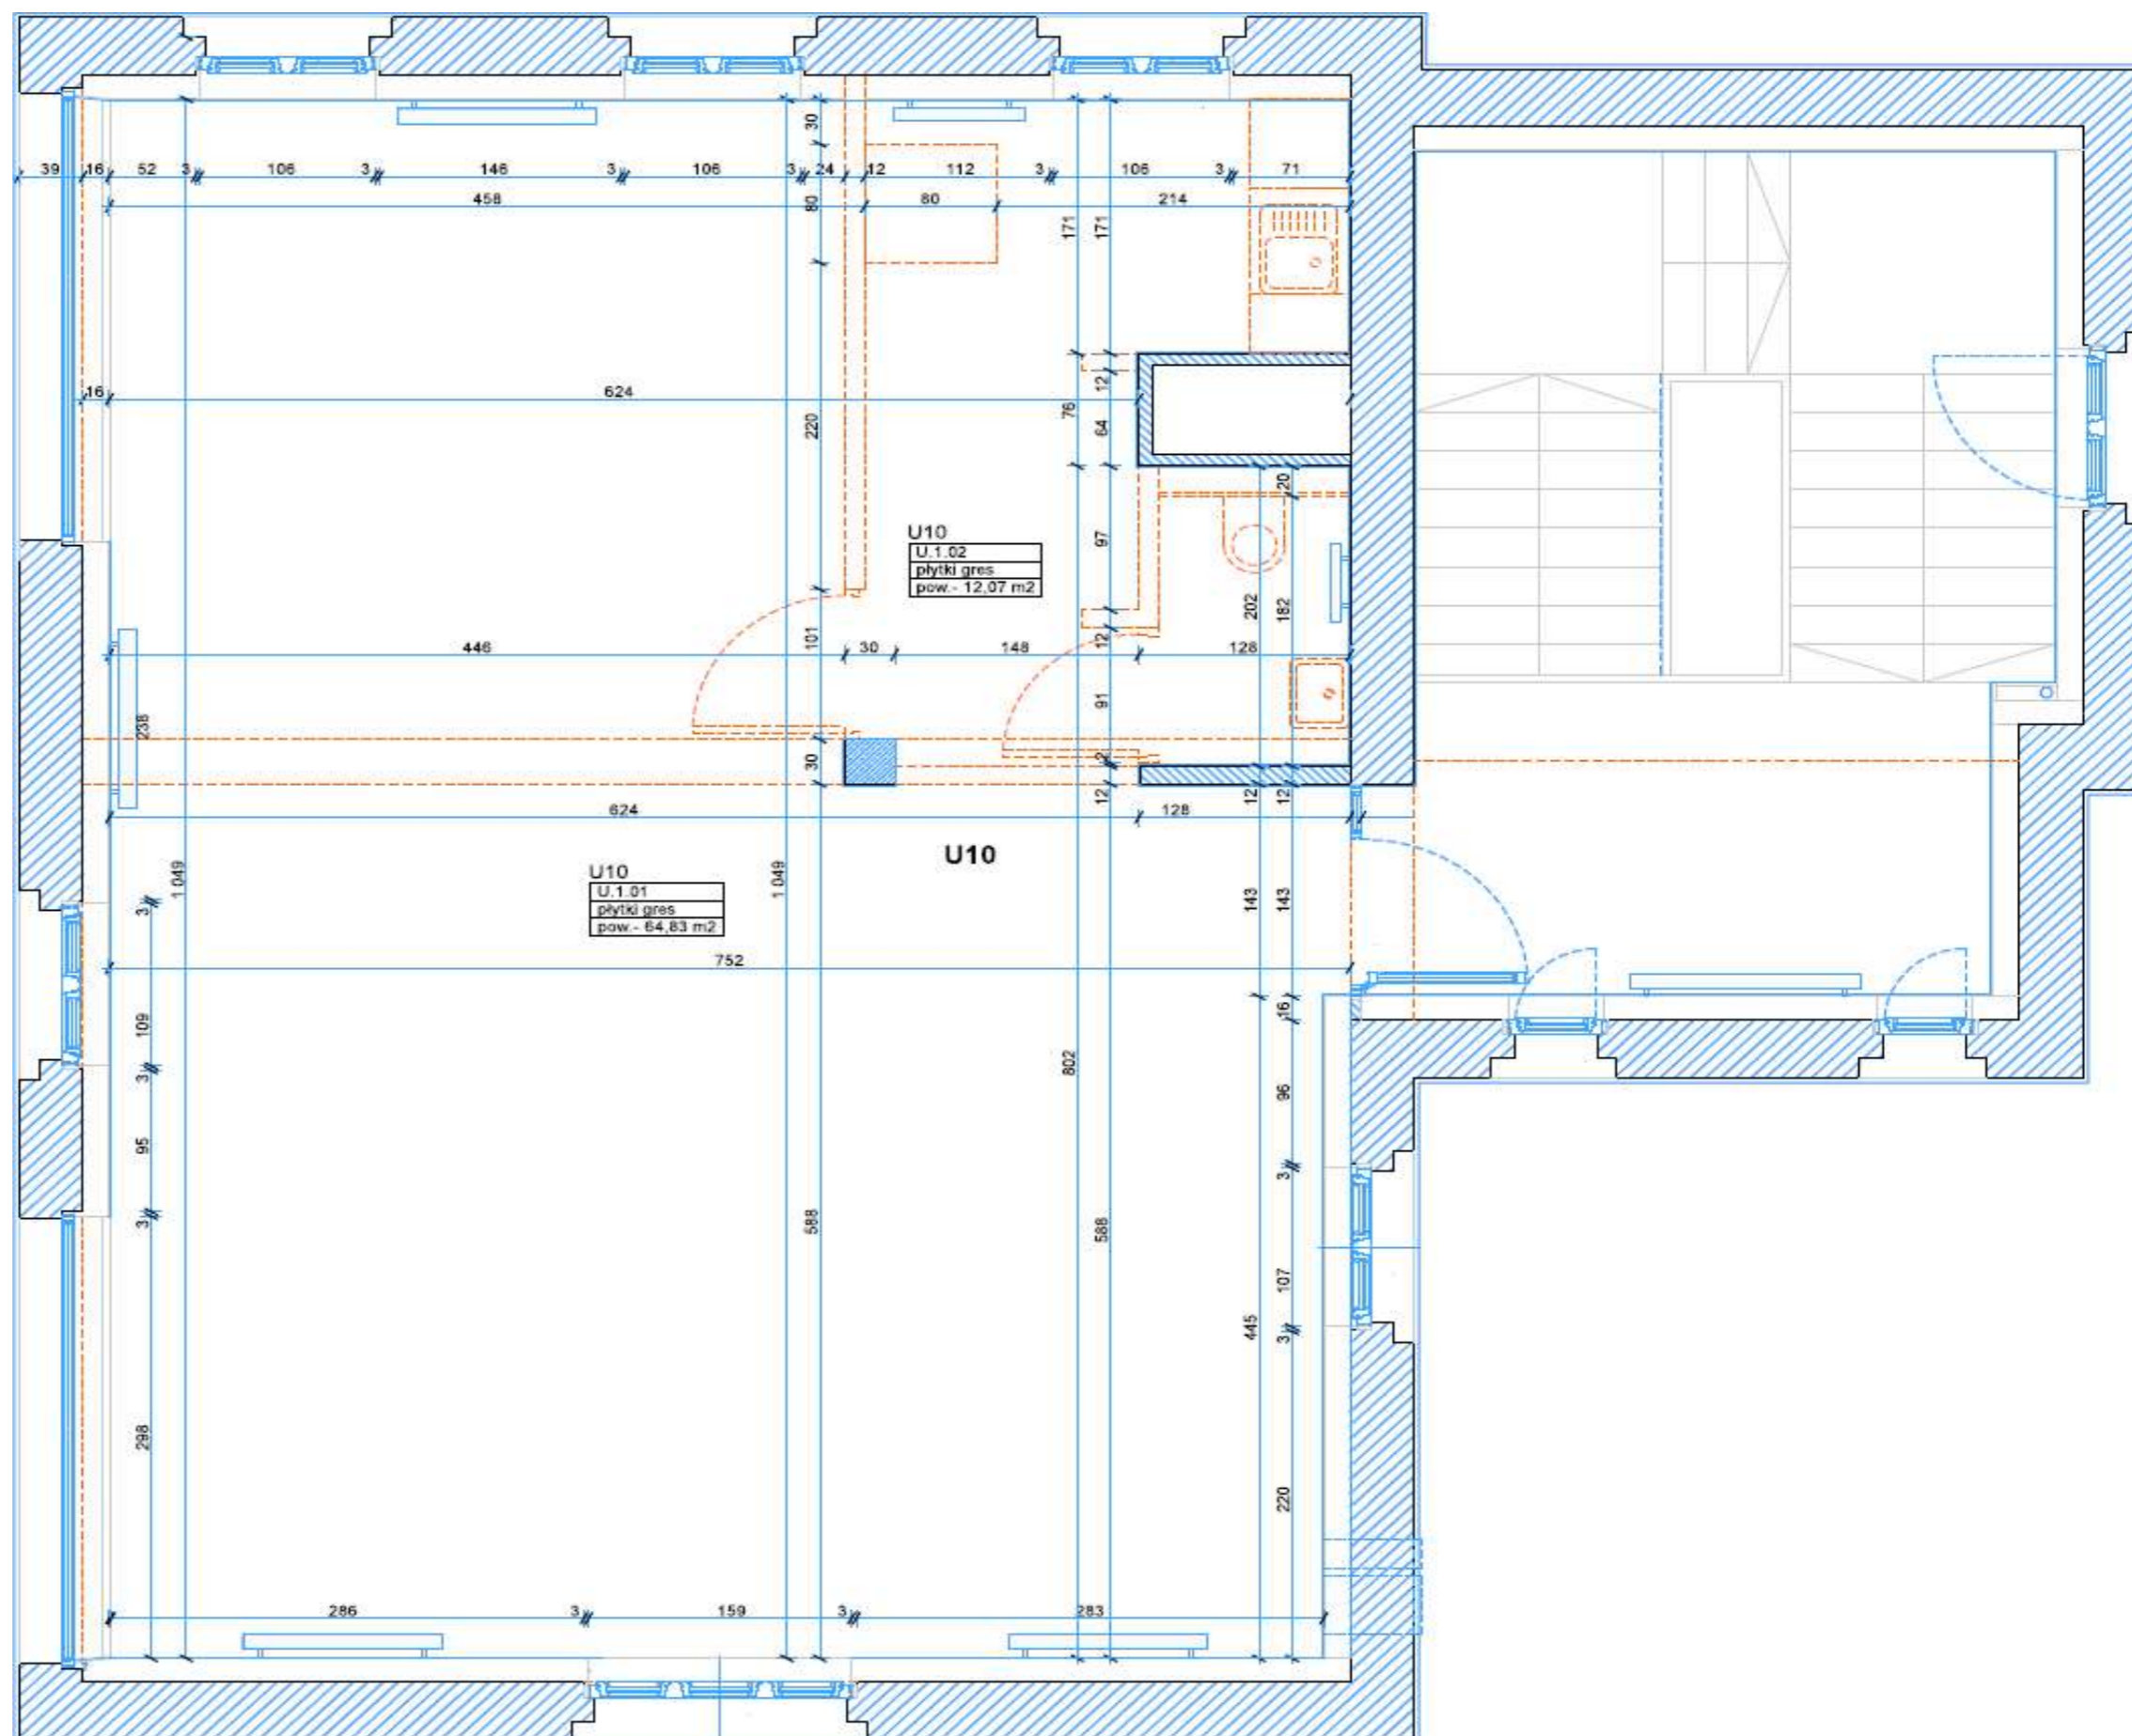 30
39 16 52 3 106 3 146 3 106 3 24 12 112 3 106 3 71
458 80 80 214
171 171
16 624 12
76
220 64
20
97
U10
U.1.02
płytki gres
pow.- 12,07 m2
202 182
101 12
446 30 148 128
91
238
30 2
12 12 12
624 128
U10
1 049 1 049
U10
U.1.01
płytki gres
pow.- 64,83 m2
143 143
3
752
16
109
802
3
96
95
3
3
588 588
107
445
3
298
220
286 3 159 3 283